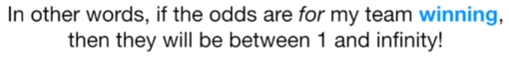 In other words, if the odds are for my team winning,
then they will be between 1 and infinity!